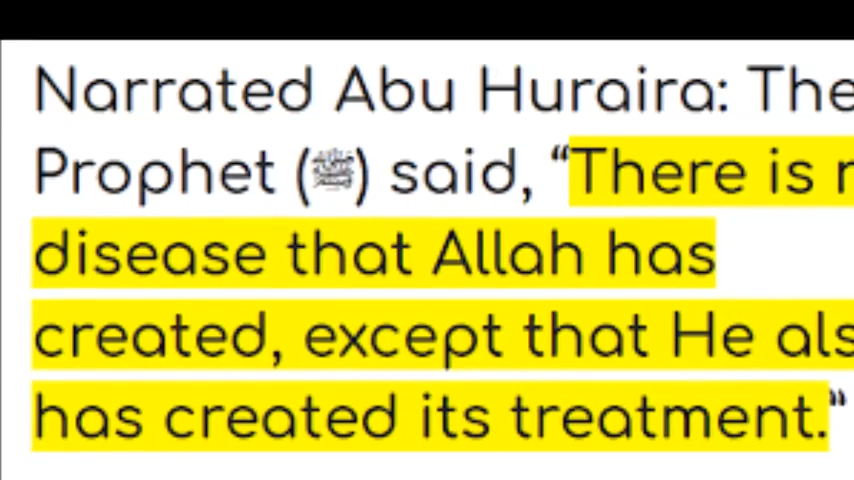 Narrated Abu Huraira: The
Prophet (ﷺ) said, “There is
disease that Allah has
created, except that He
has created its treatment.“